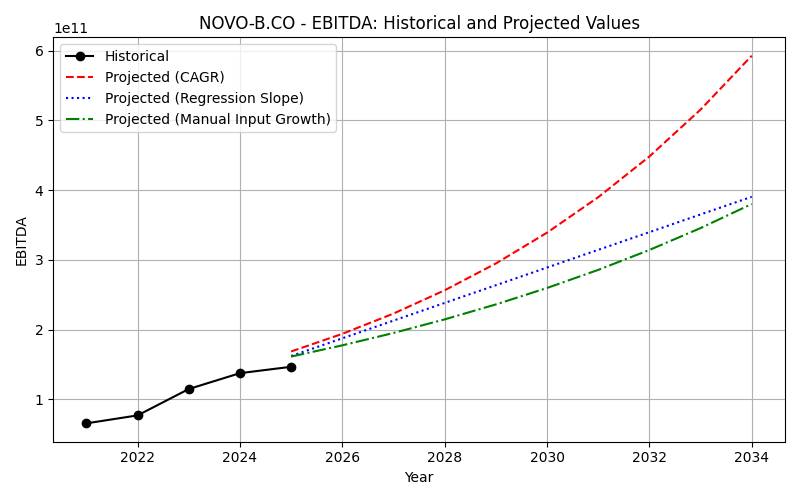 NOVO-B.CO - EBITDA: Historical and Projected Values
1e11
Historical
Projected (CAGR)
Projected (Regression Slope)
Projected (Manual Input Growth)
6
5
4
3
2
1
EBITDA
2022 2024 2026 2028 2030 2032 2034
Year